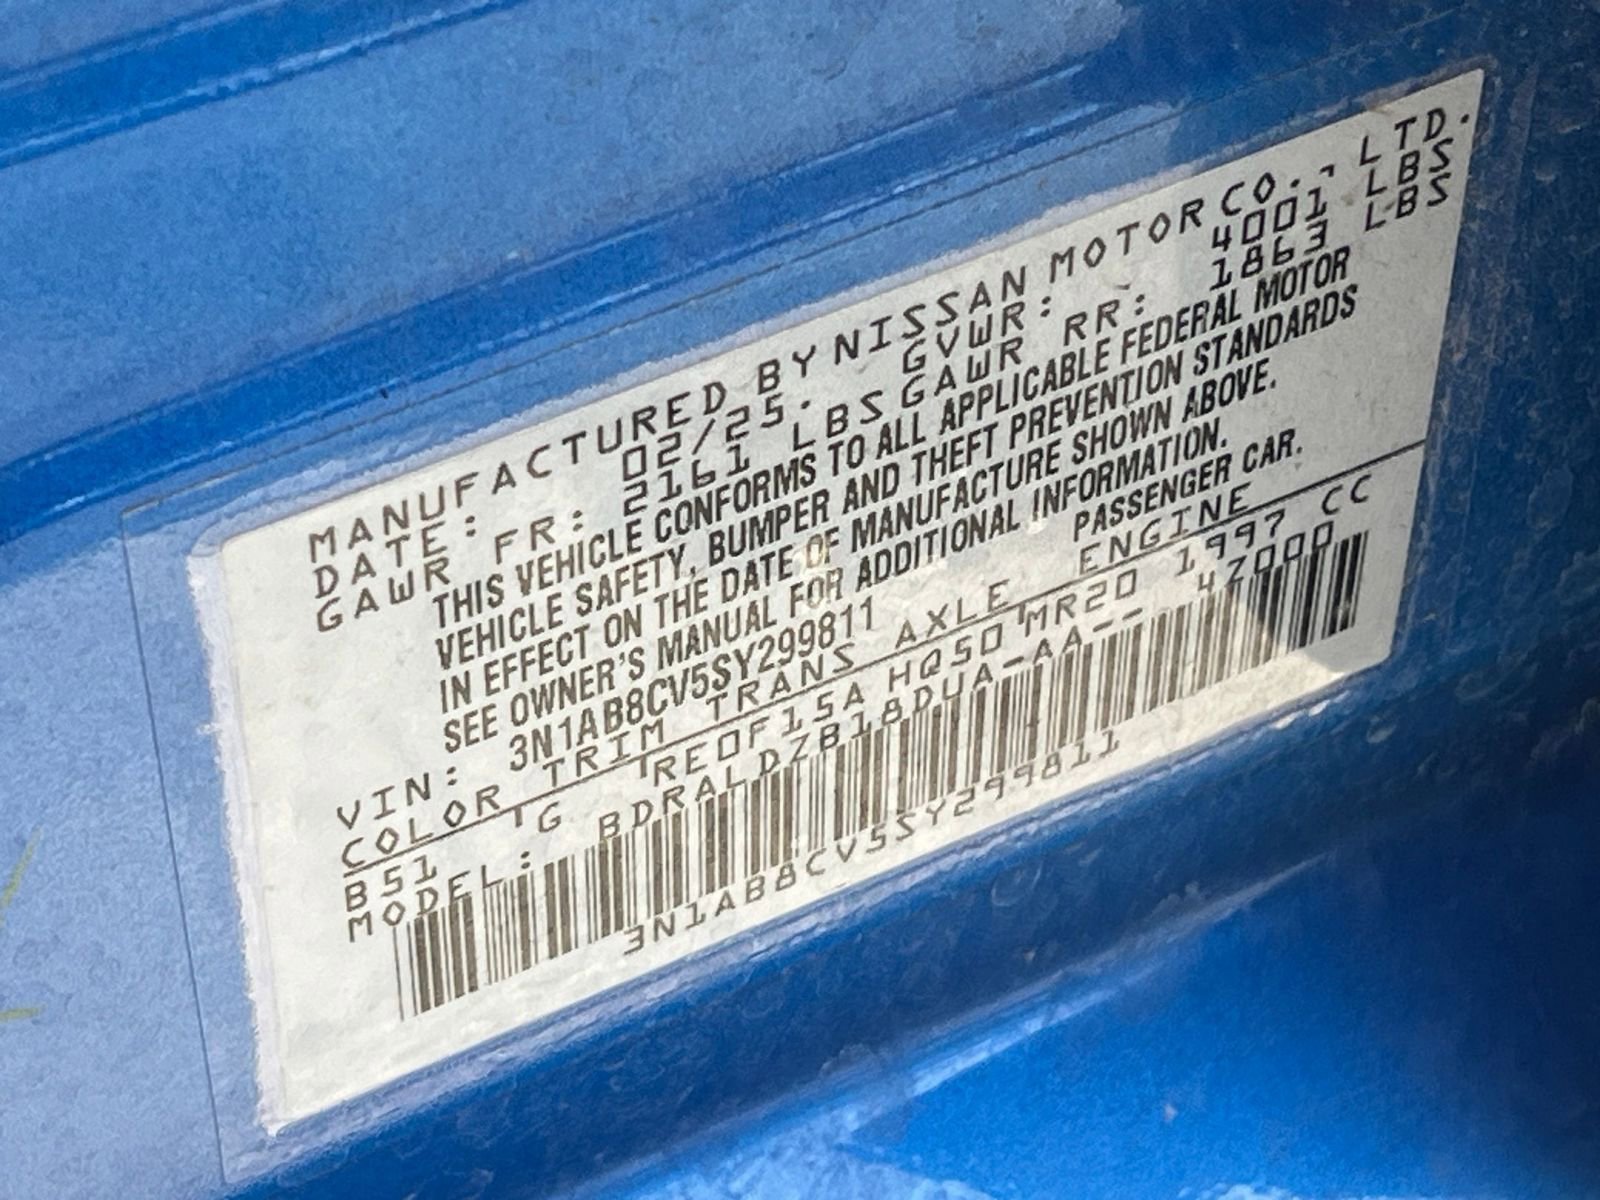 MANUFACTURED BY NISSAN MOTOR CO., LTD.
DATE: 02/25. GVWR: 4001 LBS
GAWR FR: 2161 LBS GAWR RR: 1863 LBS
THIS VEHICLE CONFORMS TO ALL APPLICABLE FEDERAL MOTOR
VEHICLE SAFETY, BUMPER AND THEFT PREVENTION STANDARDS
IN EFFECT ON THE DATE OF MANUFACTURE SHOWN ABOVE.
SEE OWNER'S MANUAL FOR ADDITIONAL INFORMATION.
VIN: 3N1AB8CV5SY299811 PASSENGER CAR.
COLOR TRIM TRANS AXLE ENGINE
B51 G RE0F15A HQ50 MR20 1997 CC
MODEL: BDRALDZB18DUA-AA-- 47000
3N1AB8CV5SY299811